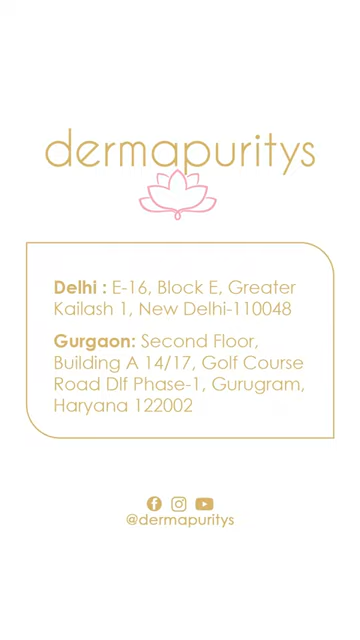 dermapuritys
Delhi : E-16, Block E, Greater
Kailash 1, New Delhi-110048
Gurgaon: Second Floor,
Building A 14/17, Golf Course
Road Dlf Phase-1, Gurugram,
Haryana 122002
@dermapuritys